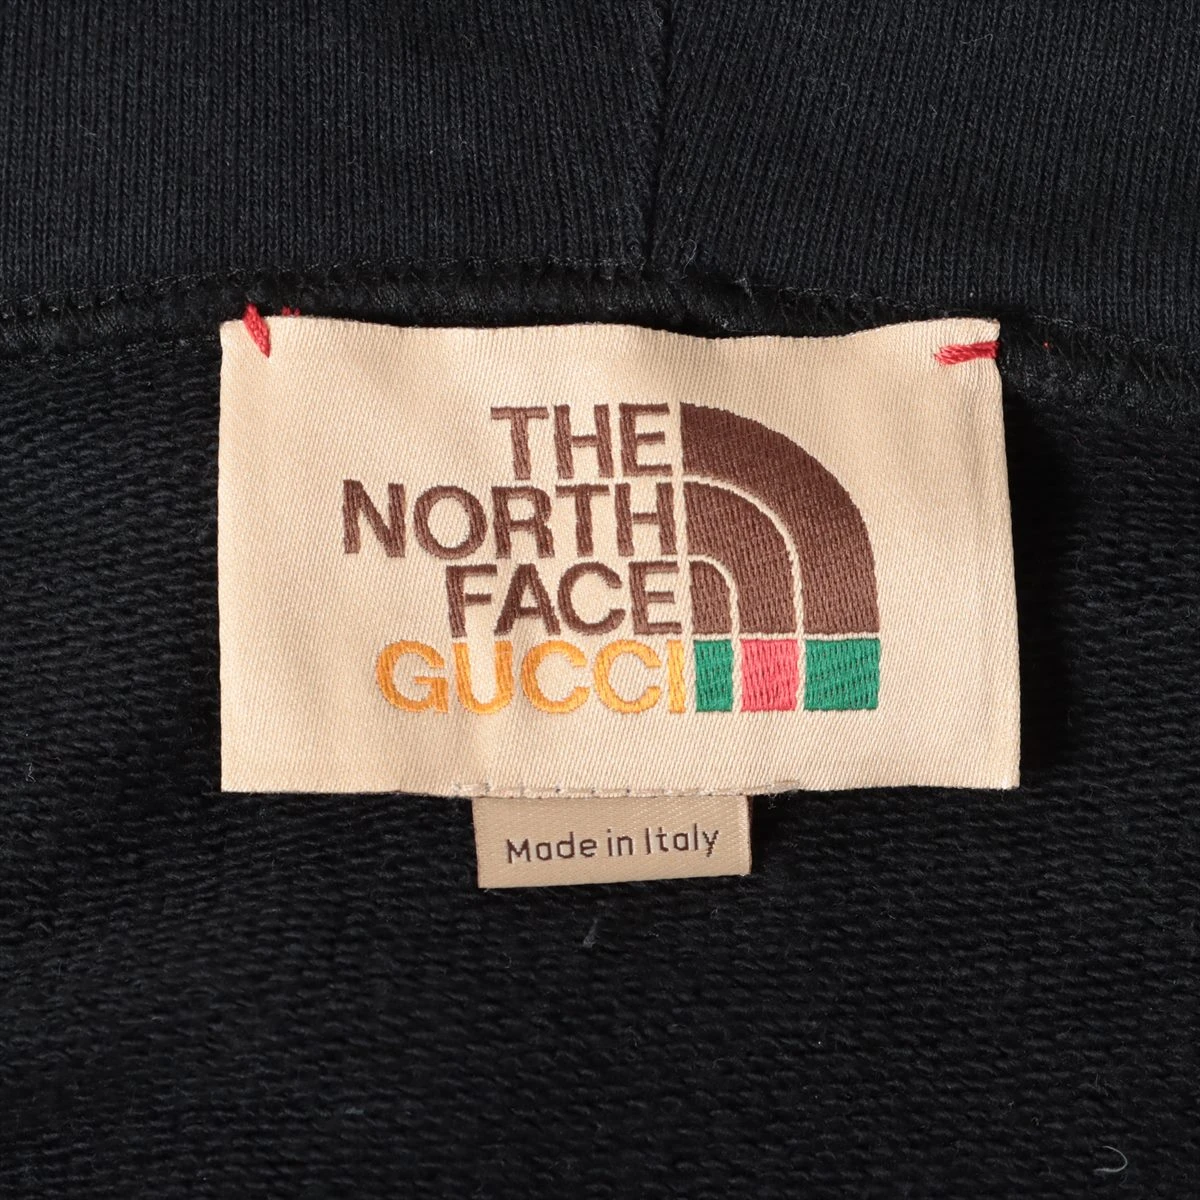 THE
NORTH
FACE
GUCCI
Made in Italy